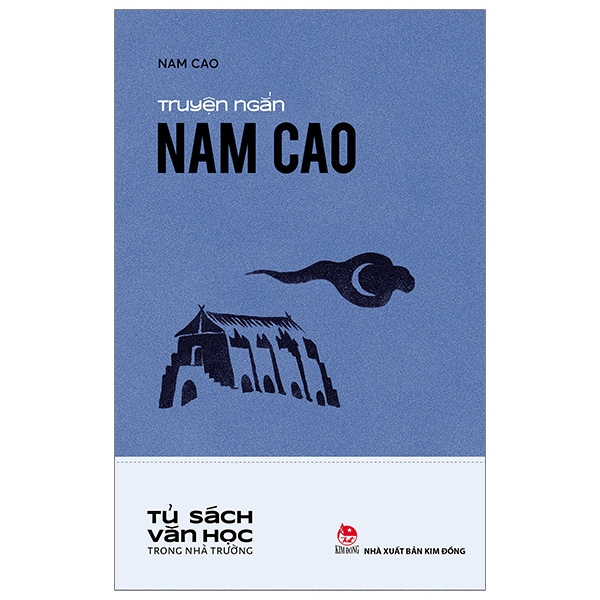 NAM CAO
Truyện ngắn
NAM CAO
TỦ SÁCH
VĂN HỌC
TRONG NHÀ TRƯỜNG
KIM ĐỒNG
NHÀ XUẤT BẢN KIM ĐỒNG